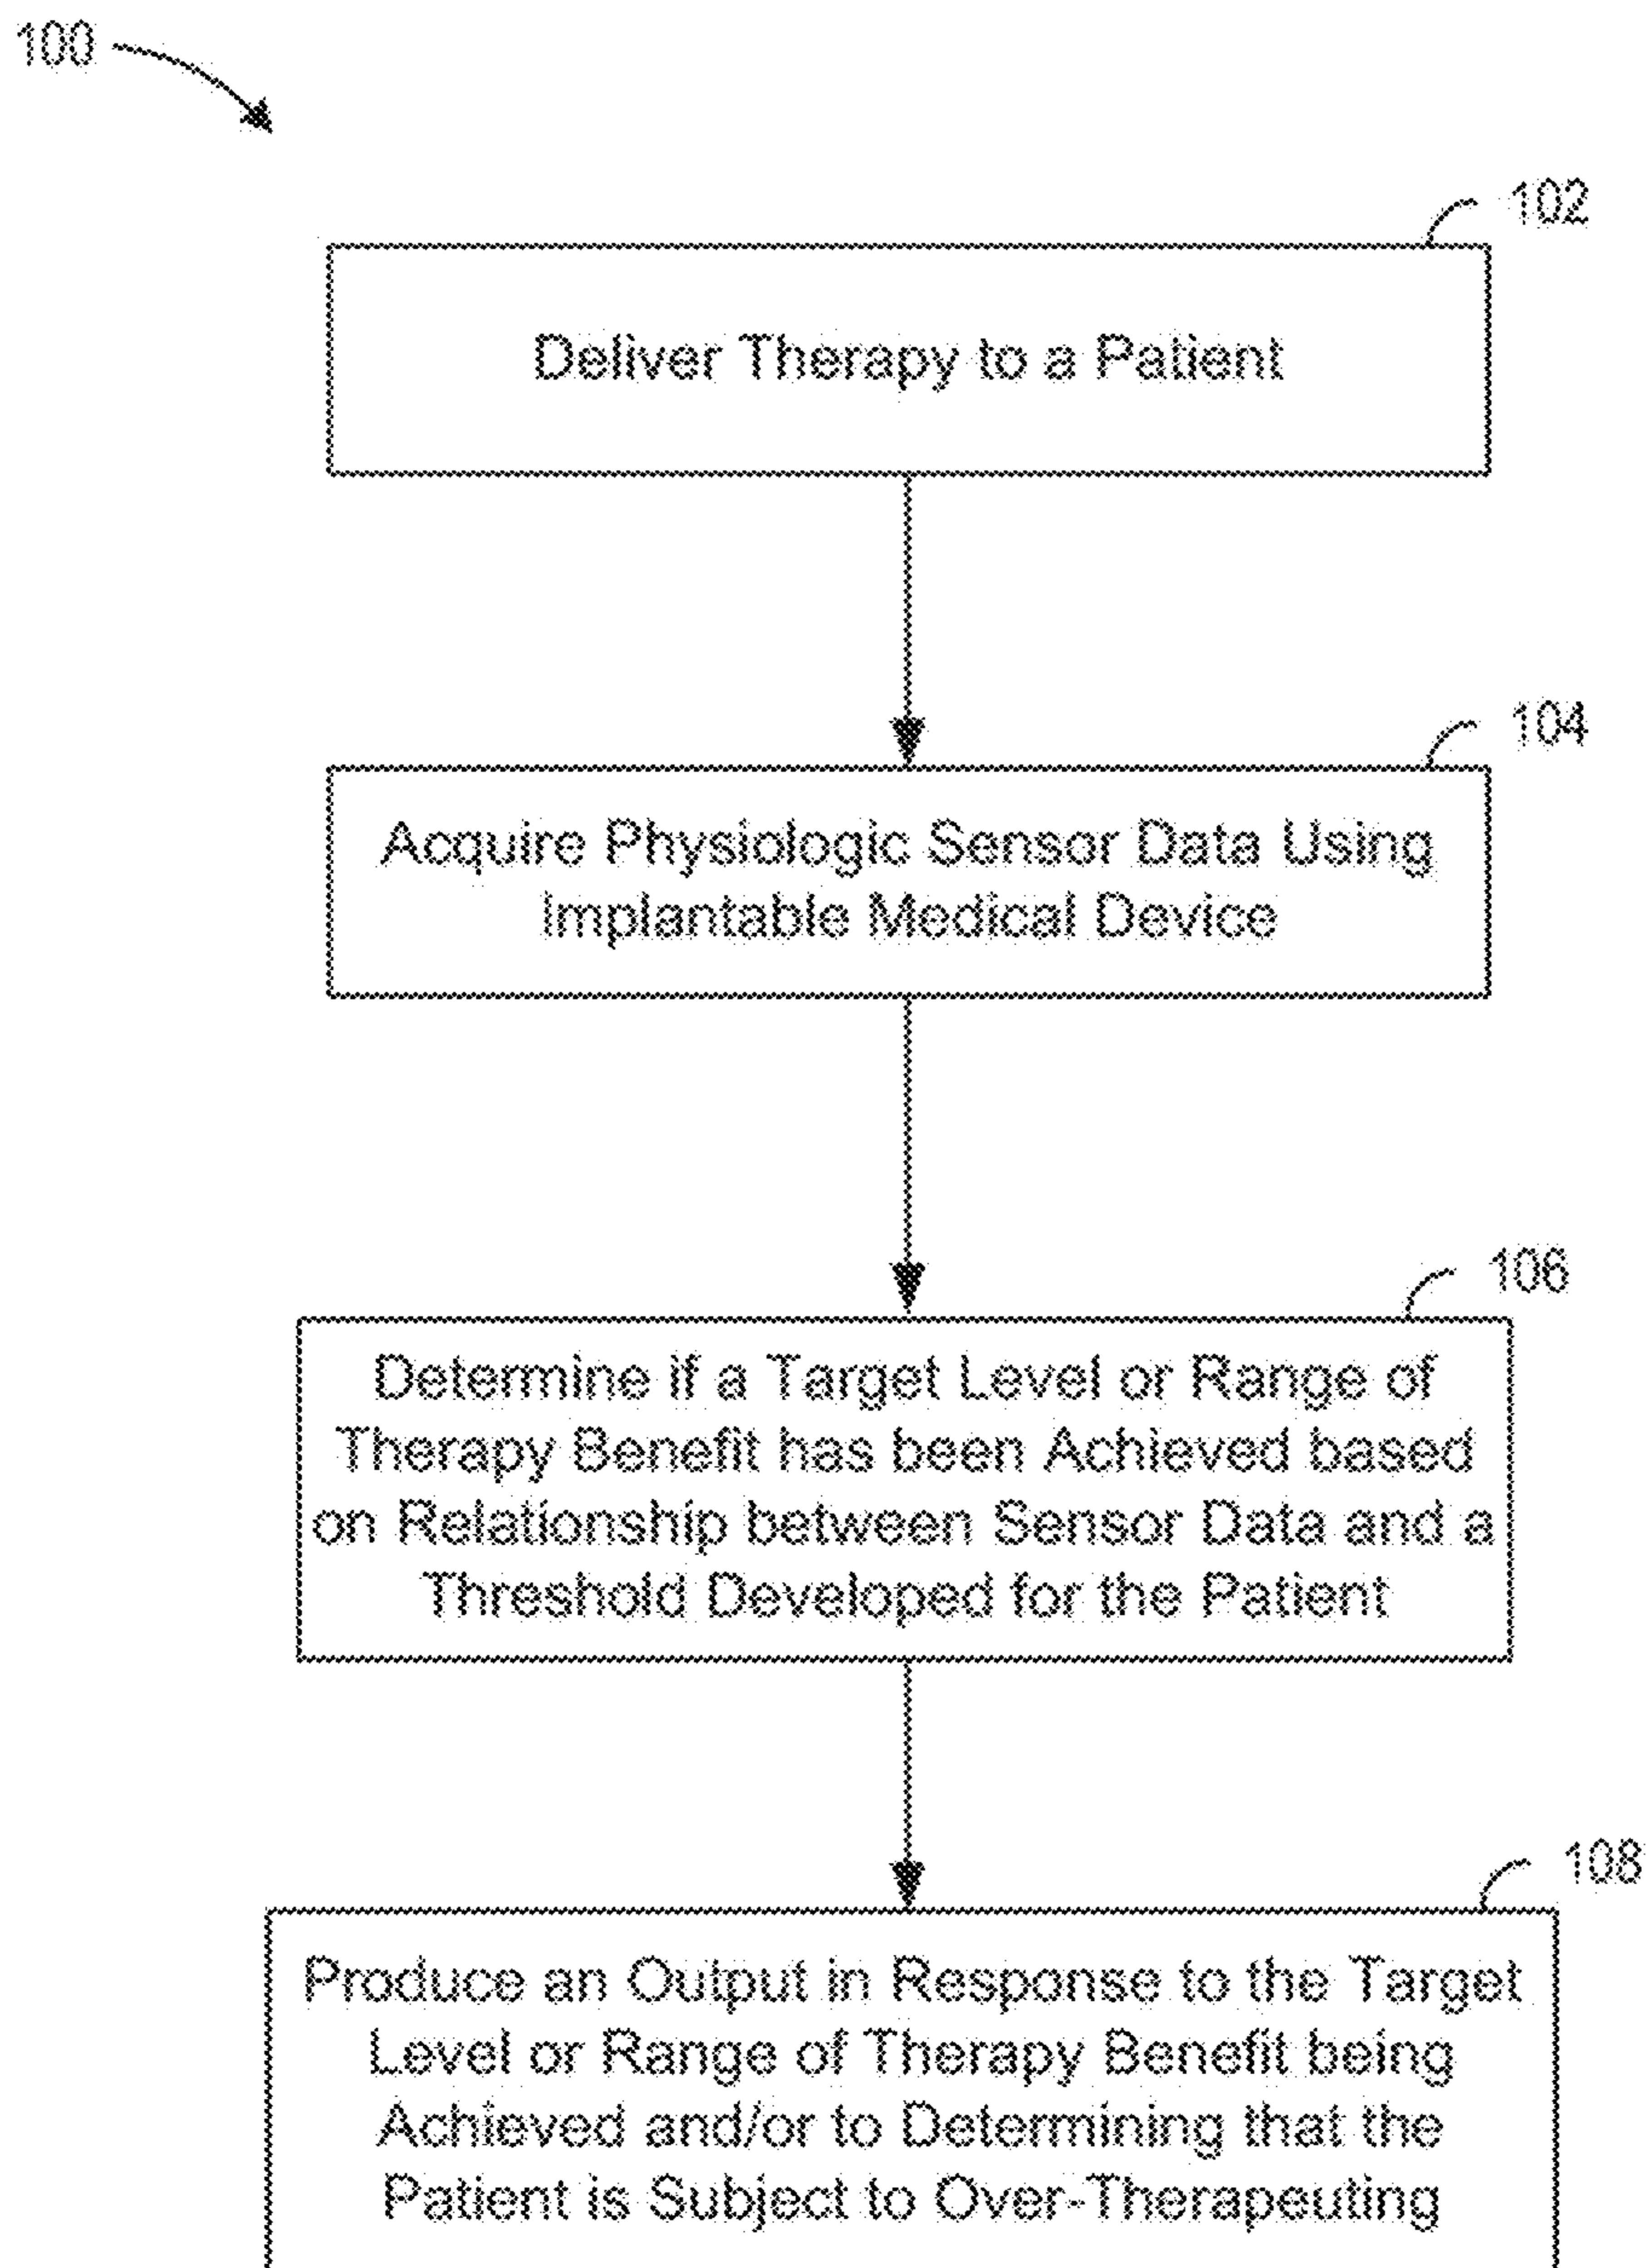 100
102
Deliver Therapy to a Patient
104
Acquire Physiologic Sensor Data Using
Implantable Medical Device
106
Determine if a Target Level or Range of
Therapy Benefit has been Achieved based
on Relationship between Sensor Data and a
Threshold Developed for the Patient
108
Produce an Output in Response to the Target
Level or Range of Therapy Benefit being
Achieved and/or to Determining that the
Patient is Subject to Over-Therapeuting